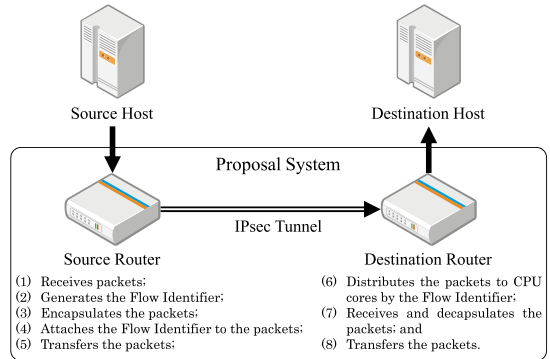 Source Host
Destination Host
Proposal System
IPsec Tunnel
Source Router
Destination Router
(1) Receives packets;
(2) Generates the Flow Identifier;
(3) Encapsulates the packets;
(4) Attaches the Flow Identifier to the packets;
(5) Transfers the packets;
(6) Distributes the packets to CPU
cores by the Flow Identifier;
(7) Receives and decapsulates the
packets; and
(8) Transfers the packets.